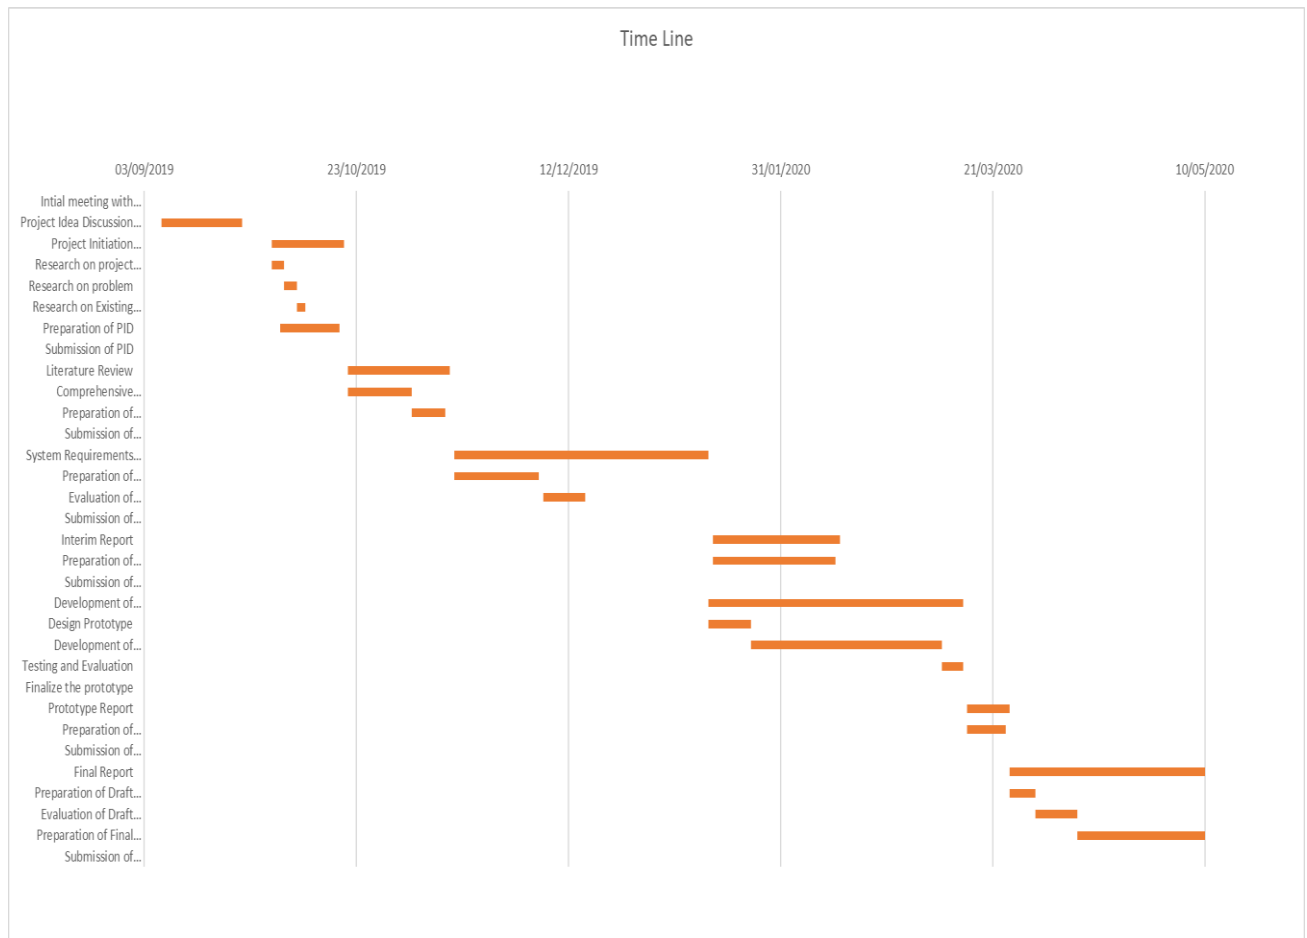 Time Line
03/09/2019 23/10/2019 12/12/2019 31/01/2020 21/03/2020 10/05/2020
Intial meeting with...
Project Idea Discussion...
Project Initiation...
Research on project...
Research on problem
Research on Existing...
Preparation of PID
Submission of PID
Literature Review
Comprehensive...
Preparation of...
Submission of...
System Requirements...
Preparation of...
Evaluation of...
Submission of...
Interim Report
Preparation of...
Submission of...
Development of...
Design Prototype
Development of...
Testing and Evaluation
Finalize the prototype
Prototype Report
Preparation of...
Submission of...
Final Report
Preparation of Draft...
Evaluation of Draft...
Preparation of Final...
Submission of...